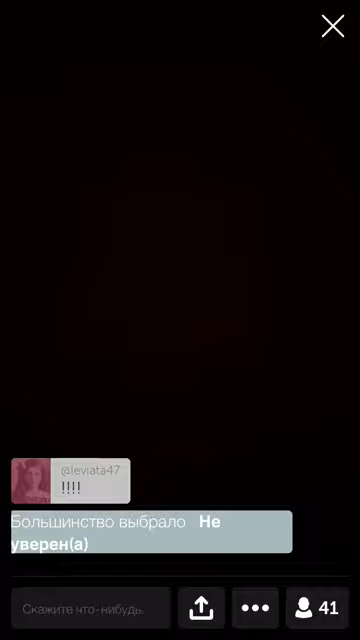 @leviata47
!!!!
Большинство выбрало Не
уверен(а)
Скажите что-нибудь.
41